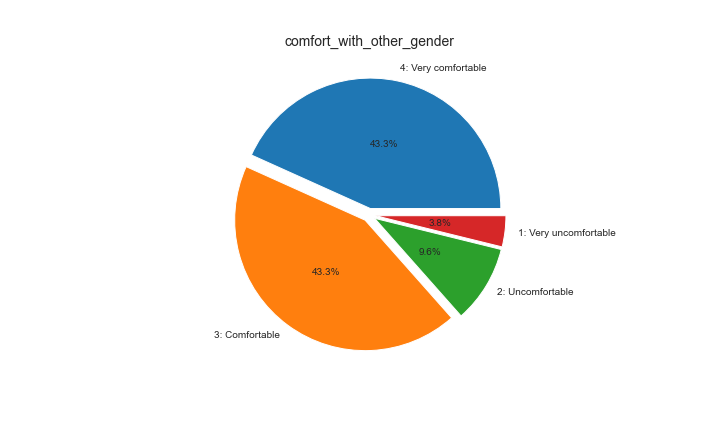 comfort_with_other_gender
4: Very comfortable
43.3%
3.8%
1: Very uncomfortable
9.6%
43.3%
2: Uncomfortable
3: Comfortable